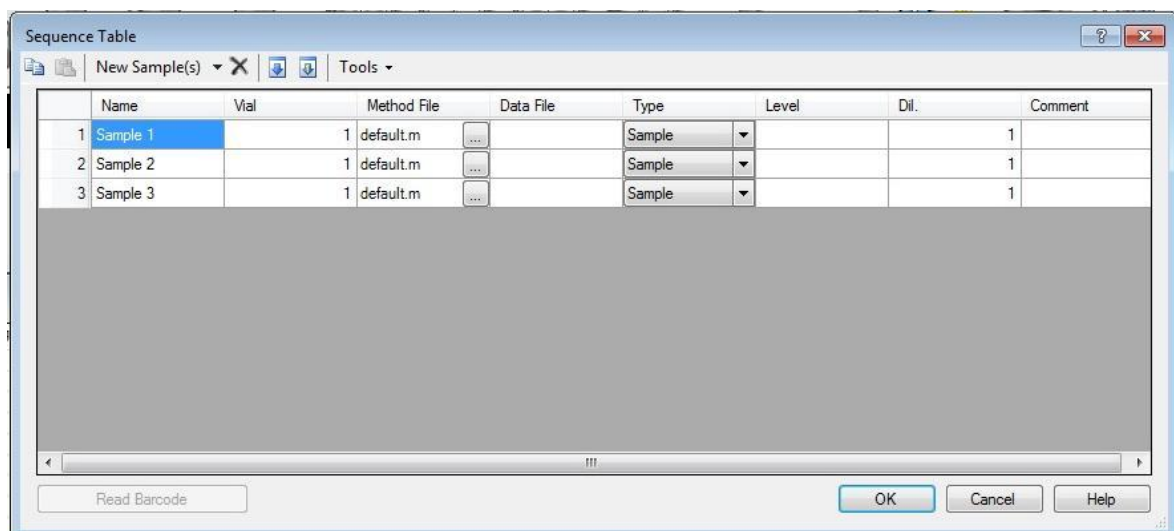 Sequence Table
New Sample(s) Tools
Name Vial Method File Data File Type Level Dil. Comment
1 Sample 1 1 default.m ... Sample 1
2 Sample 2 1 default.m ... Sample 1
3 Sample 3 1 default.m ... Sample 1
Read Barcode OK Cancel Help